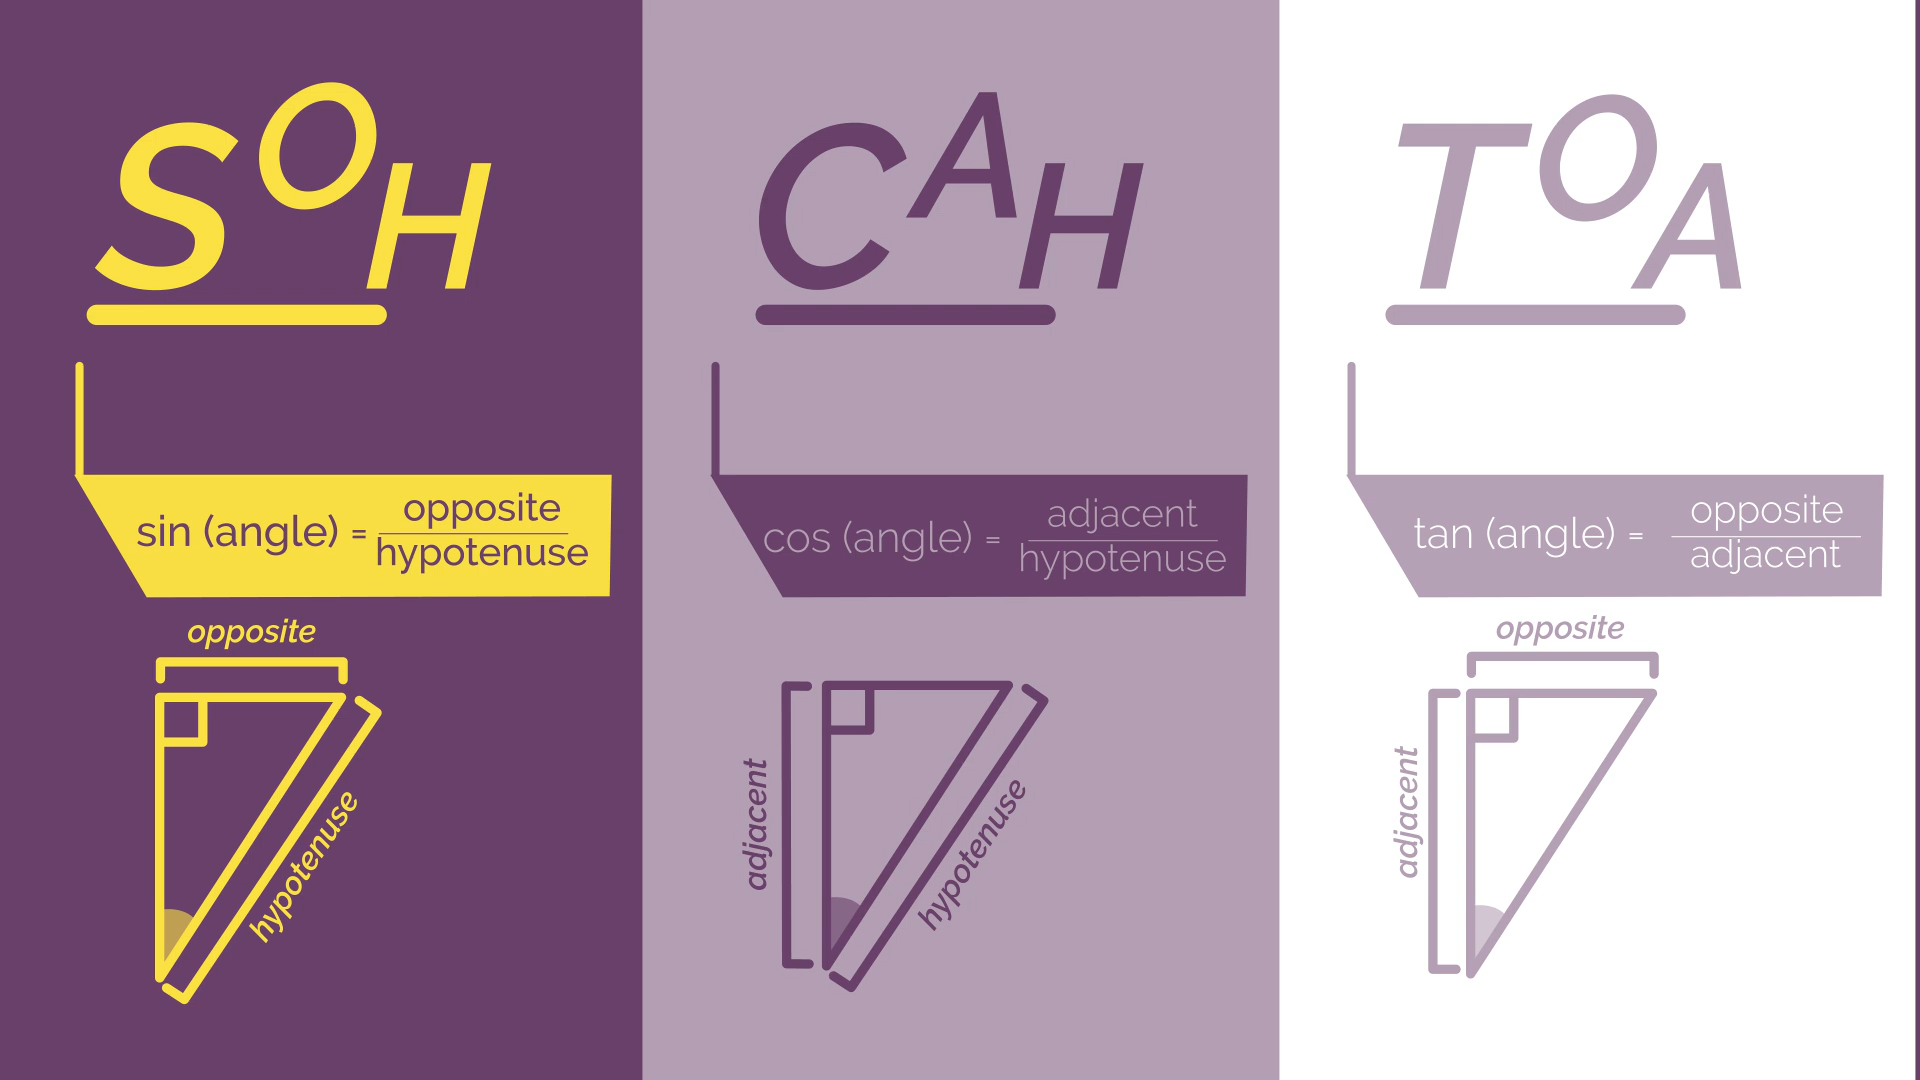 SOH
sin (angle) = opposite
hypotenuse
opposite
hypotenuse
CAH
cos (angle) = adjacent
hypotenuse
adjacent
hypotenuse
TOA
tan (angle) = opposite
adjacent
opposite
adjacent